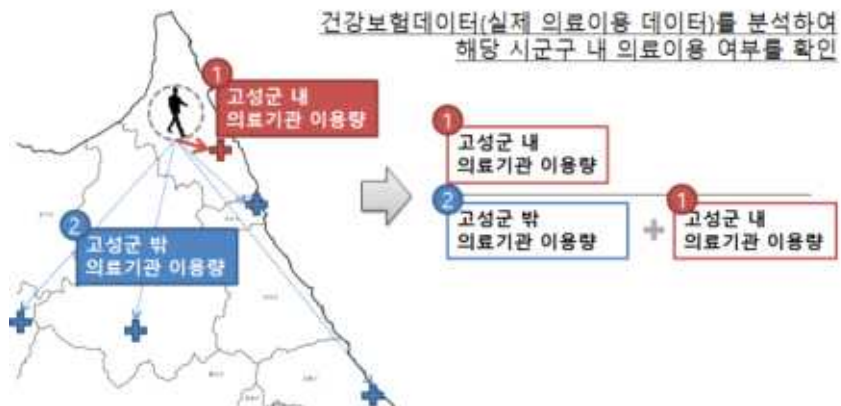 건강보험데이터(실제 의료이용 데이터)를 분석하여
해당 시군구 내 의료이용 여부를 확인
1
고성군 내
의료기관 이용량
2
고성군 밖
의료기관 이용량
1
고성군 내
의료기관 이용량
2
고성군 밖
의료기관 이용량
+
1
고성군 내
의료기관 이용량